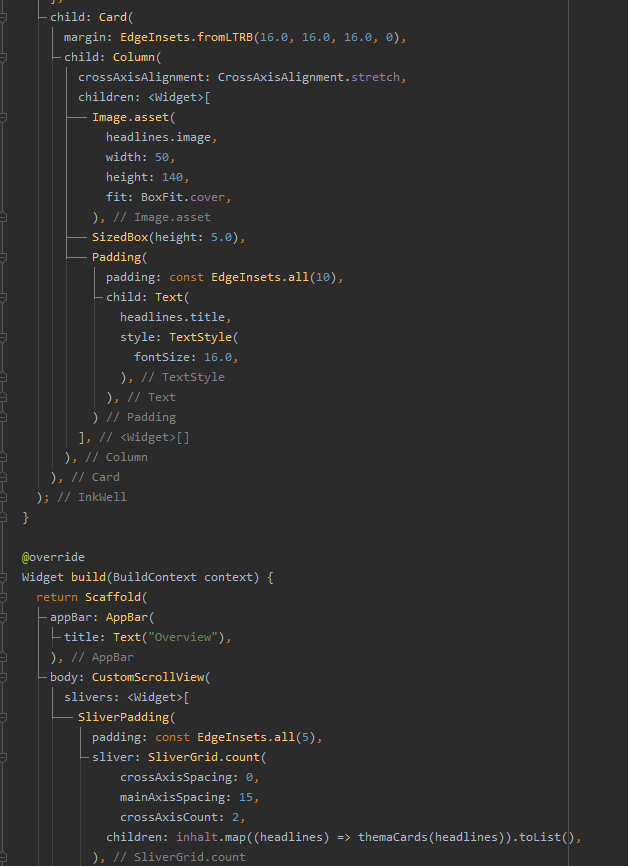 child: Card(
margin: EdgeInsets.fromLTRB(16.0, 16.0, 16.0, 0),
child: Column(
crossAxisAlignment: CrossAxisAlignment.stretch,
children: <Widget>[
Image.asset(
headlines.image,
width: 50,
height: 140,
fit: BoxFit.cover,
), // Image.asset
SizedBox(height: 5.0),
Padding(
padding: const EdgeInsets.all(10),
child: Text(
headlines.title,
style: TextStyle(
fontSize: 16.0,
), // TextStyle
), // Text
) // Padding
], // <Widget>[]
), // Column
), // Card
); // InkWell
}
@override
Widget build(BuildContext context) {
return Scaffold(
appBar: AppBar(
title: Text("Overview"),
), // AppBar
body: CustomScrollView(
slivers: <Widget>[
SliverPadding(
padding: const EdgeInsets.all(5),
sliver: SliverGrid.count(
crossAxisSpacing: 0,
mainAxisSpacing: 15,
crossAxisCount: 2,
children: inhalt.map((headlines) => themaCards(headlines)).toList(),
), // SliverGrid.count